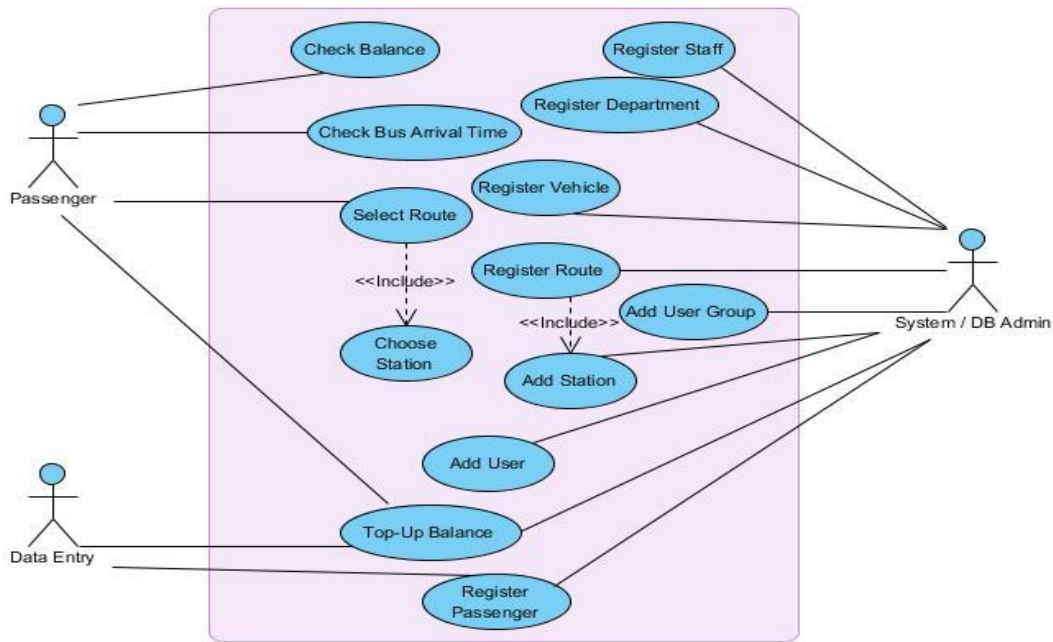 Check Balance
Register Staff
Register Department
Check Bus Arrival Time
Passenger
Register Vehicle
Select Route
Register Route
<<Include>>
Add User Group
<<Include>>
System / DB Admin
Choose
Station
Add Station
Add User
Top-Up Balance
Data Entry
Register
Passenger